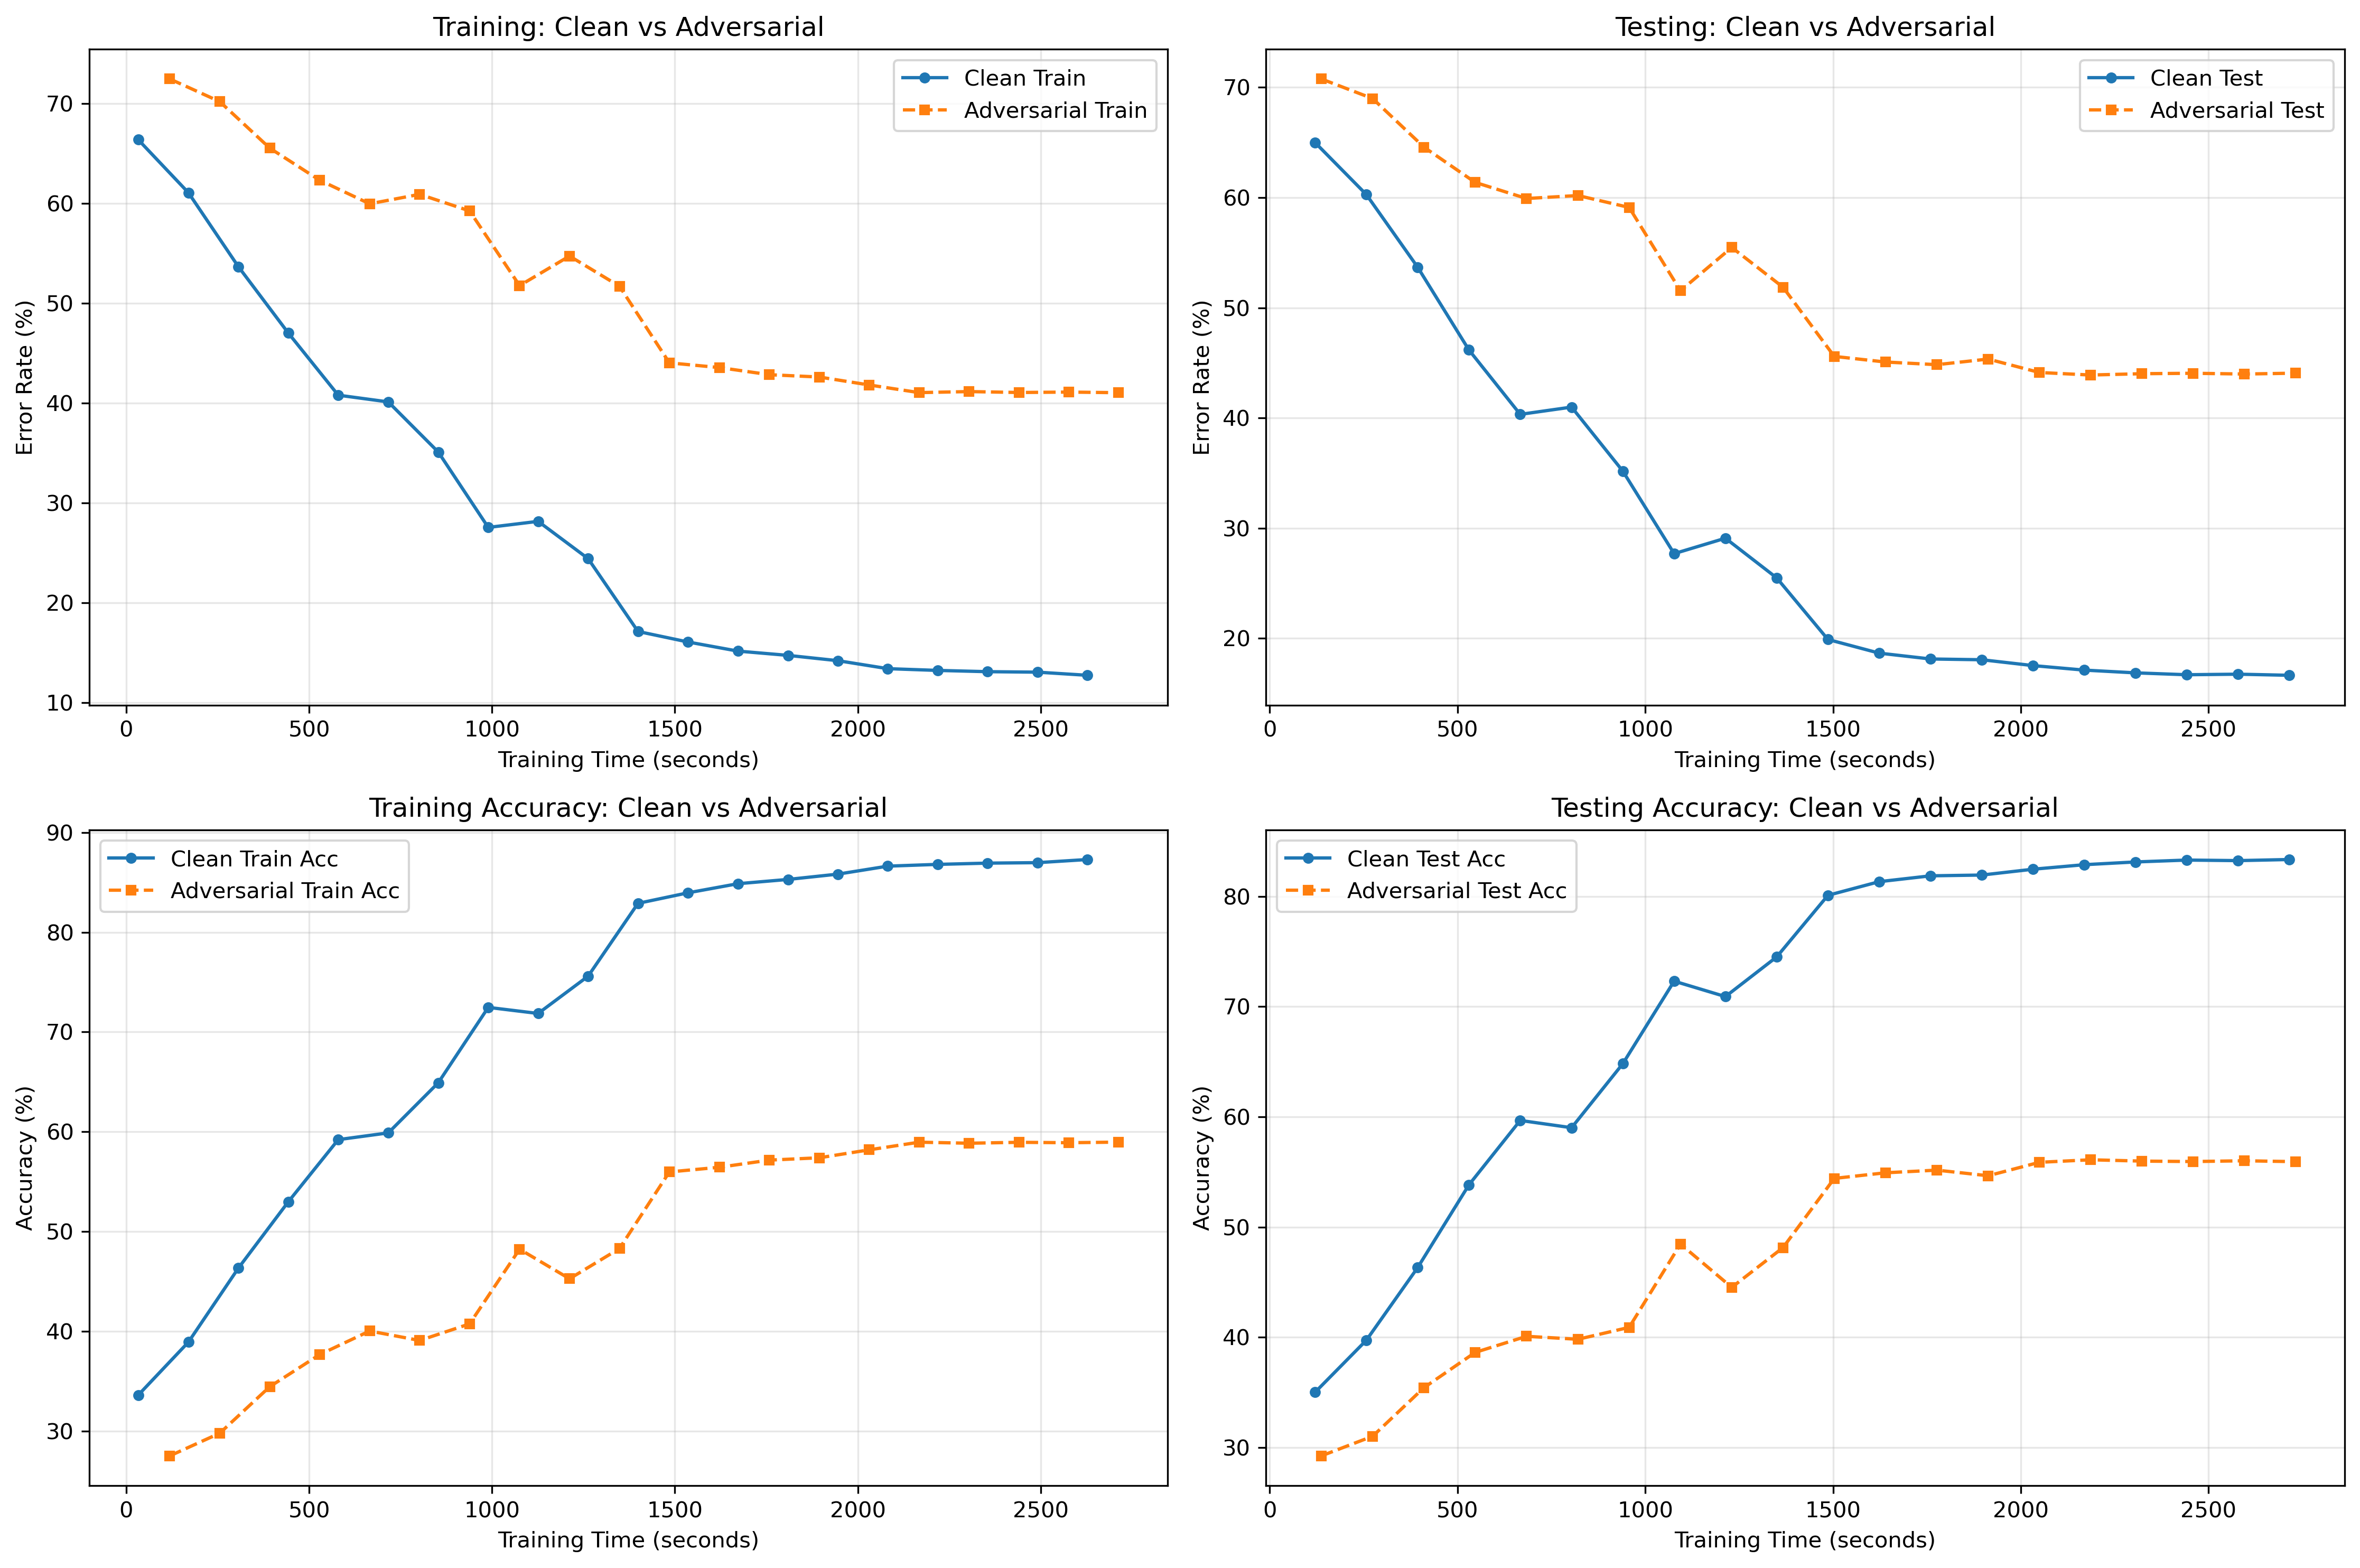 Training: Clean vs Adversarial
Clean Train
Adversarial Train
Error Rate (%)
70
60
50
40
30
20
10
0 500 1000 1500 2000 2500
Training Time (seconds)
Testing: Clean vs Adversarial
Clean Test
Adversarial Test
Error Rate (%)
70
60
50
40
30
20
0 500 1000 1500 2000 2500
Training Time (seconds)
Training Accuracy: Clean vs Adversarial
Clean Train Acc
Adversarial Train Acc
Accuracy (%)
90
80
70
60
50
40
30
0 500 1000 1500 2000 2500
Training Time (seconds)
Testing Accuracy: Clean vs Adversarial
Clean Test Acc
Adversarial Test Acc
Accuracy (%)
80
70
60
50
40
30
0 500 1000 1500 2000 2500
Training Time (seconds)